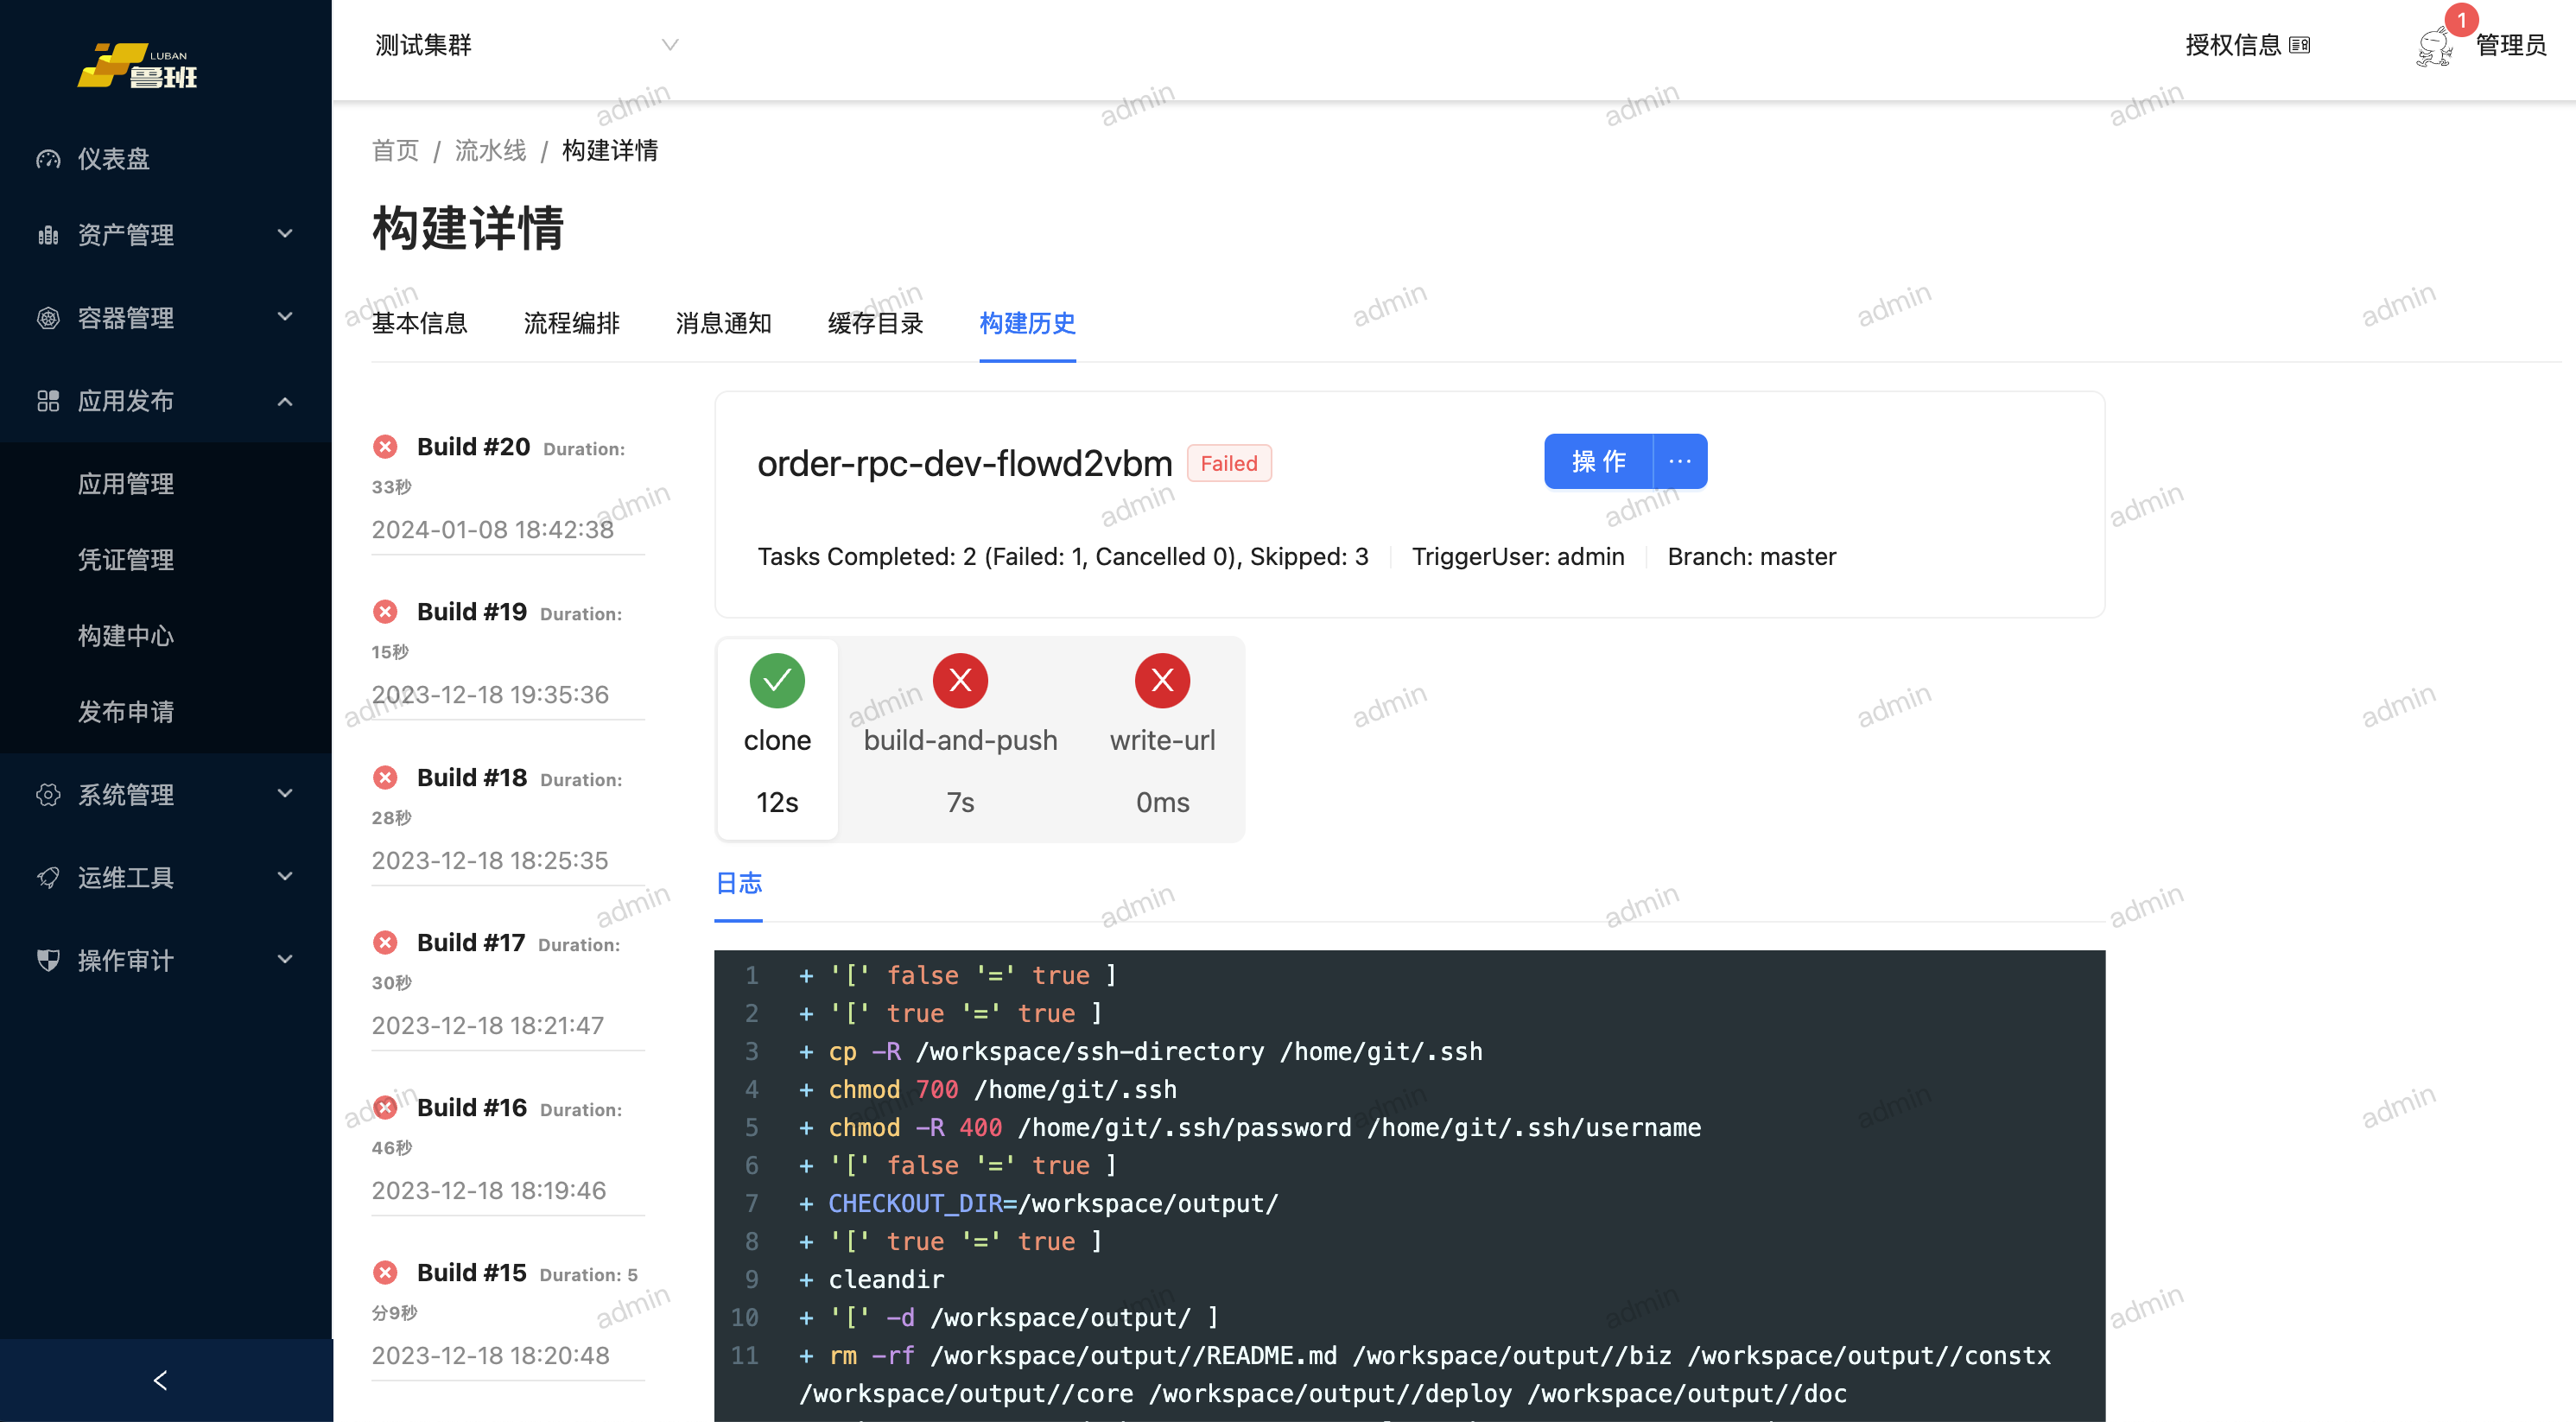 LUBAN
鲁班
测试集群
授权信息
1
管理员
仪表盘
资产管理
容器管理
应用发布
应用管理
凭证管理
构建中心
发布申请
系统管理
运维工具
操作审计
首页 / 流水线 / 构建详情
构建详情
基本信息 流程编排 消息通知 缓存目录 构建历史
Build #20 Duration:
33秒
2024-01-08 18:42:38
Build #19 Duration:
15秒
2023-12-18 19:35:36
Build #18 Duration:
28秒
2023-12-18 18:25:35
Build #17 Duration:
30秒
2023-12-18 18:21:47
Build #16 Duration:
46秒
2023-12-18 18:19:46
Build #15 Duration: 5
分9秒
2023-12-18 18:20:48
order-rpc-dev-flowd2vbm Failed
操 作 ···
Tasks Completed: 2 (Failed: 1, Cancelled 0), Skipped: 3 TriggerUser: admin Branch: master
clone build-and-push write-url
12s 7s 0ms
日志
1 + '[' false '=' true ]
2 + '[' true '=' true ]
3 + cp -R /workspace/ssh-directory /home/git/.ssh
4 + chmod 700 /home/git/.ssh
5 + chmod -R 400 /home/git/.ssh/password /home/git/.ssh/username
6 + '[' false '=' true ]
7 + CHECKOUT_DIR=/workspace/output/
8 + '[' true '=' true ]
9 + cleandir
10 + '[' -d /workspace/output/ ]
11 + rm -rf /workspace/output//README.md /workspace/output//biz /workspace/output//constx
/workspace/output//core /workspace/output//deploy /workspace/output//doc
admin